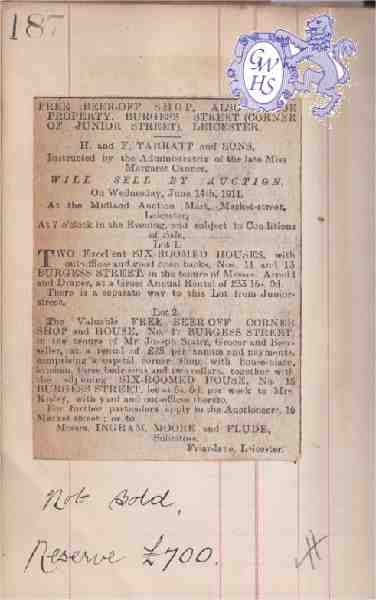 187
GWHS
FREE BEER-OFF SHOP, ALSO
PROPERTY, BURGESS STREET (CORNER
OF JUNIOR STREET), LEICESTER.
H. and F. TARRATT and SONS,
Instructed by the Administratrix of the late Miss
Margaret Canner,
WILL SELL BY AUCTION,
On Wednesday, June 14th, 1911,
At the Midland Auction Mart, Market-street,
Leicester,
At 7 o'clock in the Evening, and subject to Conditions
of Sale,
Lot 1.
TWO Excellent SIX-ROOMED HOUSES, with
out-offices and good open backs, Nos. 11 and 13
BURGESS STREET, in the tenure of Messrs. Arnold
and Draper, at a Gross Annual Rental of £33 16s. 0d.
There is a separate way to this Lot from Junior-
street.
Lot 2.
The Valuable FREE BEER-OFF CORNER
SHOP and HOUSE, No. 17 BURGESS STREET,
in the tenure of Mr Joseph Slater, Grocer and Beer-
seller, at a rental of £25 per annum and payments,
comprising a capital corner shop, with house-place,
kitchen, three bedrooms and two cellars, together with
the adjoining SIX-ROOMED HOUSE, No. 15
BURGESS STREET, let at 5s. 6d. per week to Mrs.
with yard and out-offices thereto.
For further particulars apply to the Auctioneers, 16
Market street; or to
Messrs. INGRAM, MOORE and FLUDE,
Solicitors,
Friar-lane, Leicester.
Not Sold.
Reserve £700.